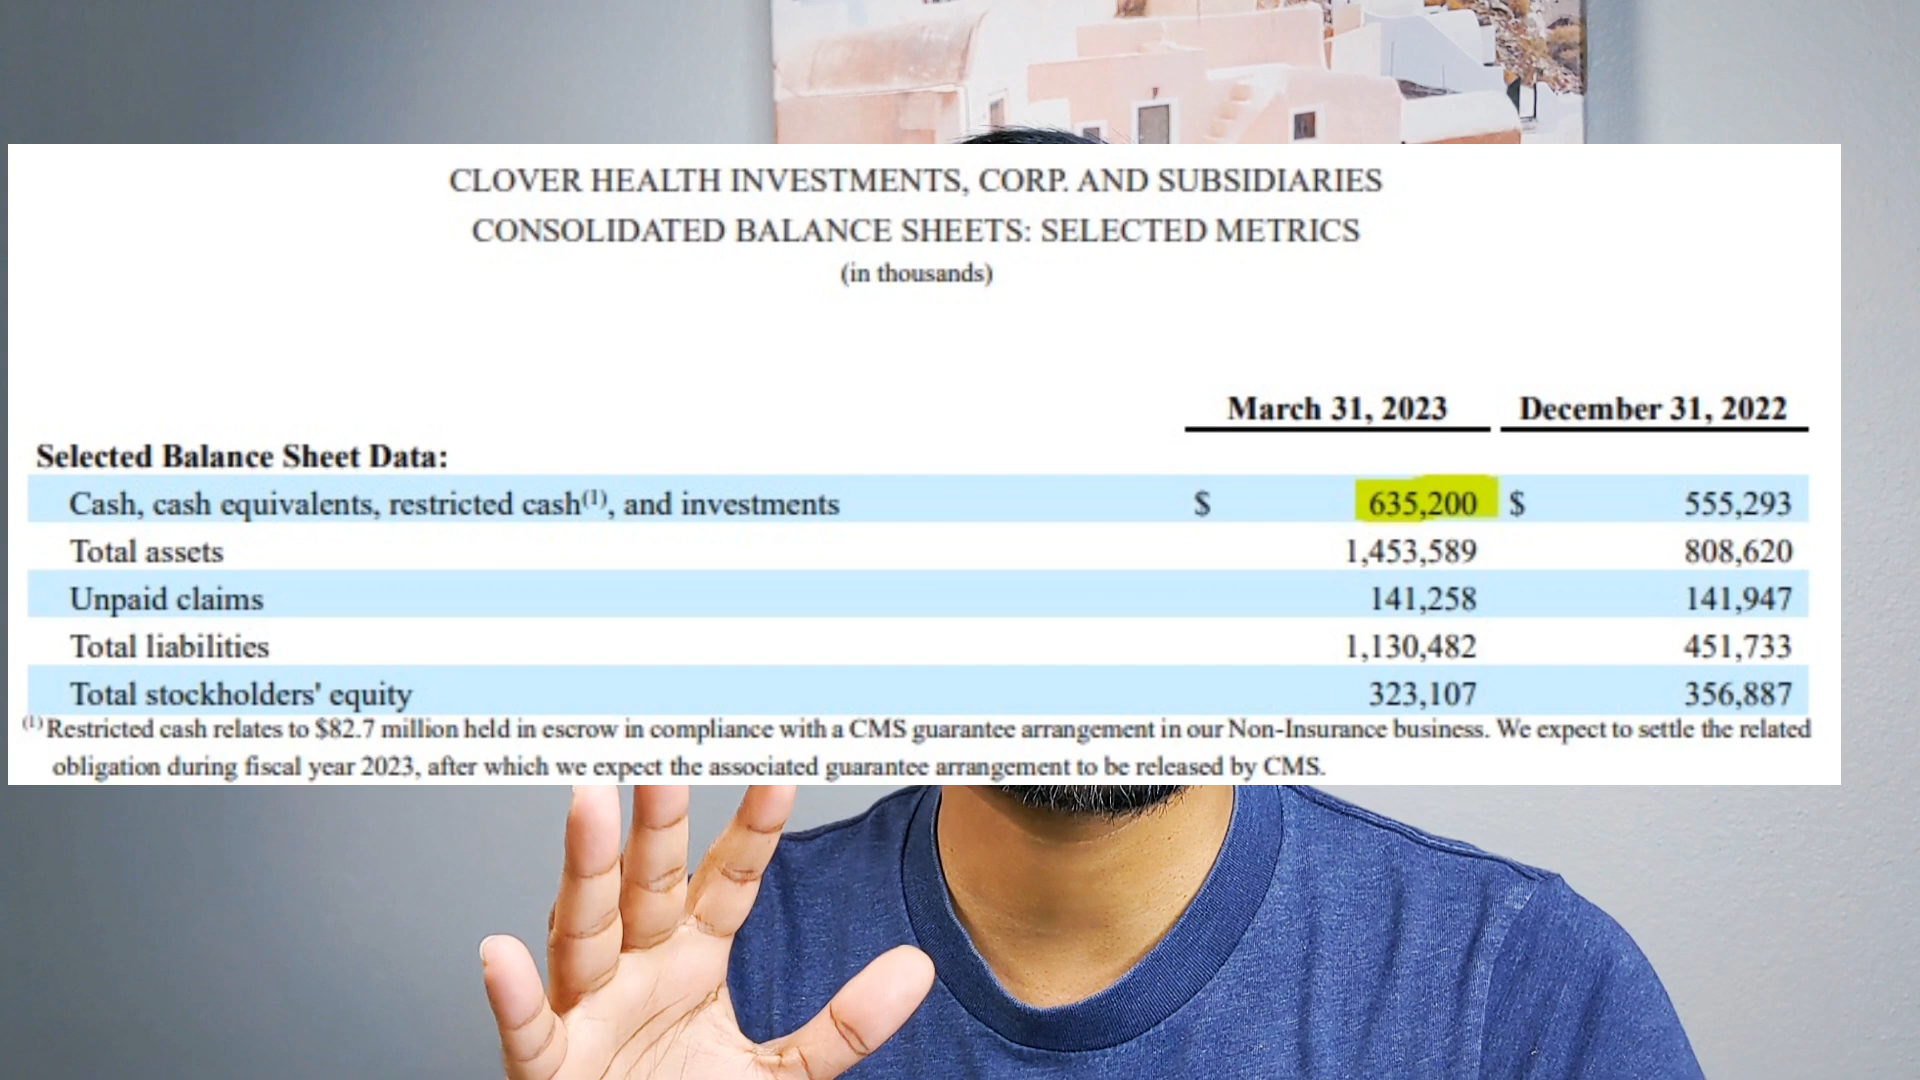 CLOVER HEALTH INVESTMENTS, CORP. AND SUBSIDIARIES
CONSOLIDATED BALANCE SHEETS: SELECTED METRICS
(in thousands)
March 31, 2023 December 31, 2022
Selected Balance Sheet Data:
Cash, cash equivalents, restricted cash(1), and investments $ 635,200 $ 555,293
Total assets 1,453,589 808,620
Unpaid claims 141,258 141,947
Total liabilities 1,130,482 451,733
Total stockholders' equity 323,107 356,887
(1) Restricted cash relates to $82.7 million held in escrow in compliance with a CMS guarantee arrangement in our Non-Insurance business. We expect to settle the related
obligation during fiscal year 2023, after which we expect the associated guarantee arrangement to be released by CMS.